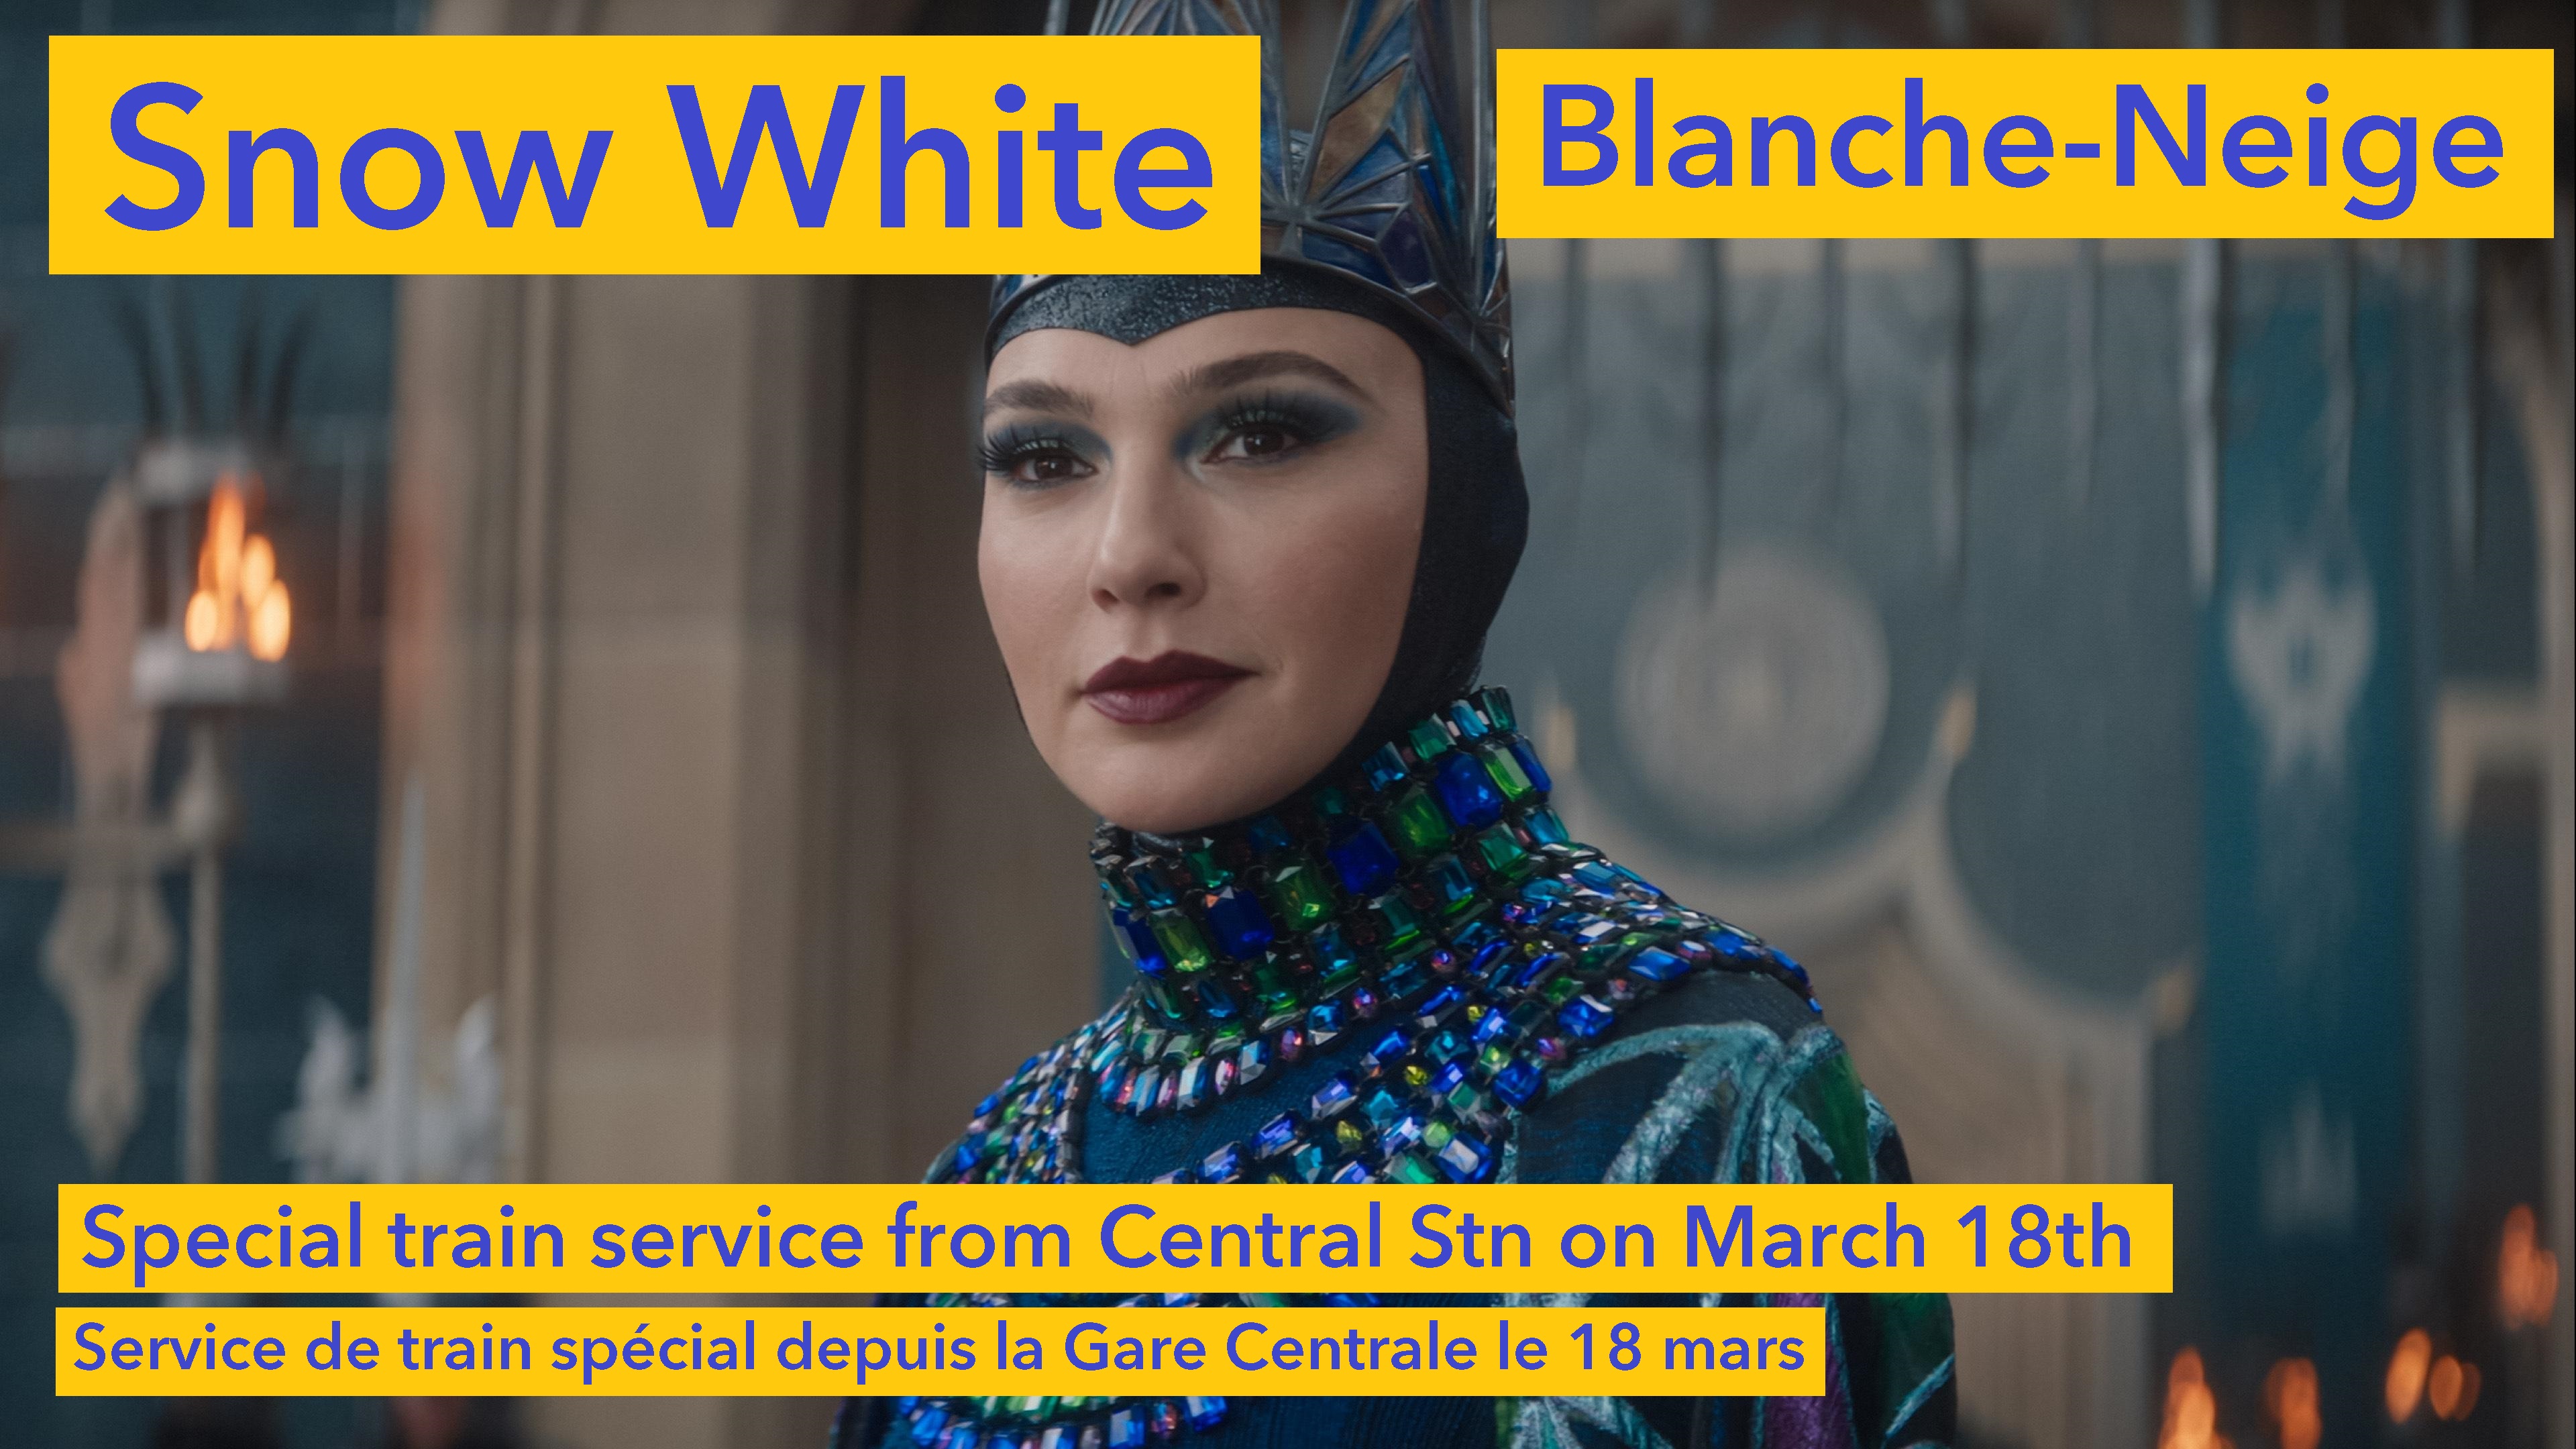 Snow White
Blanche-Neige
Special train service from Central Stn on March 18th
Service de train spécial depuis la Gare Centrale le 18 mars